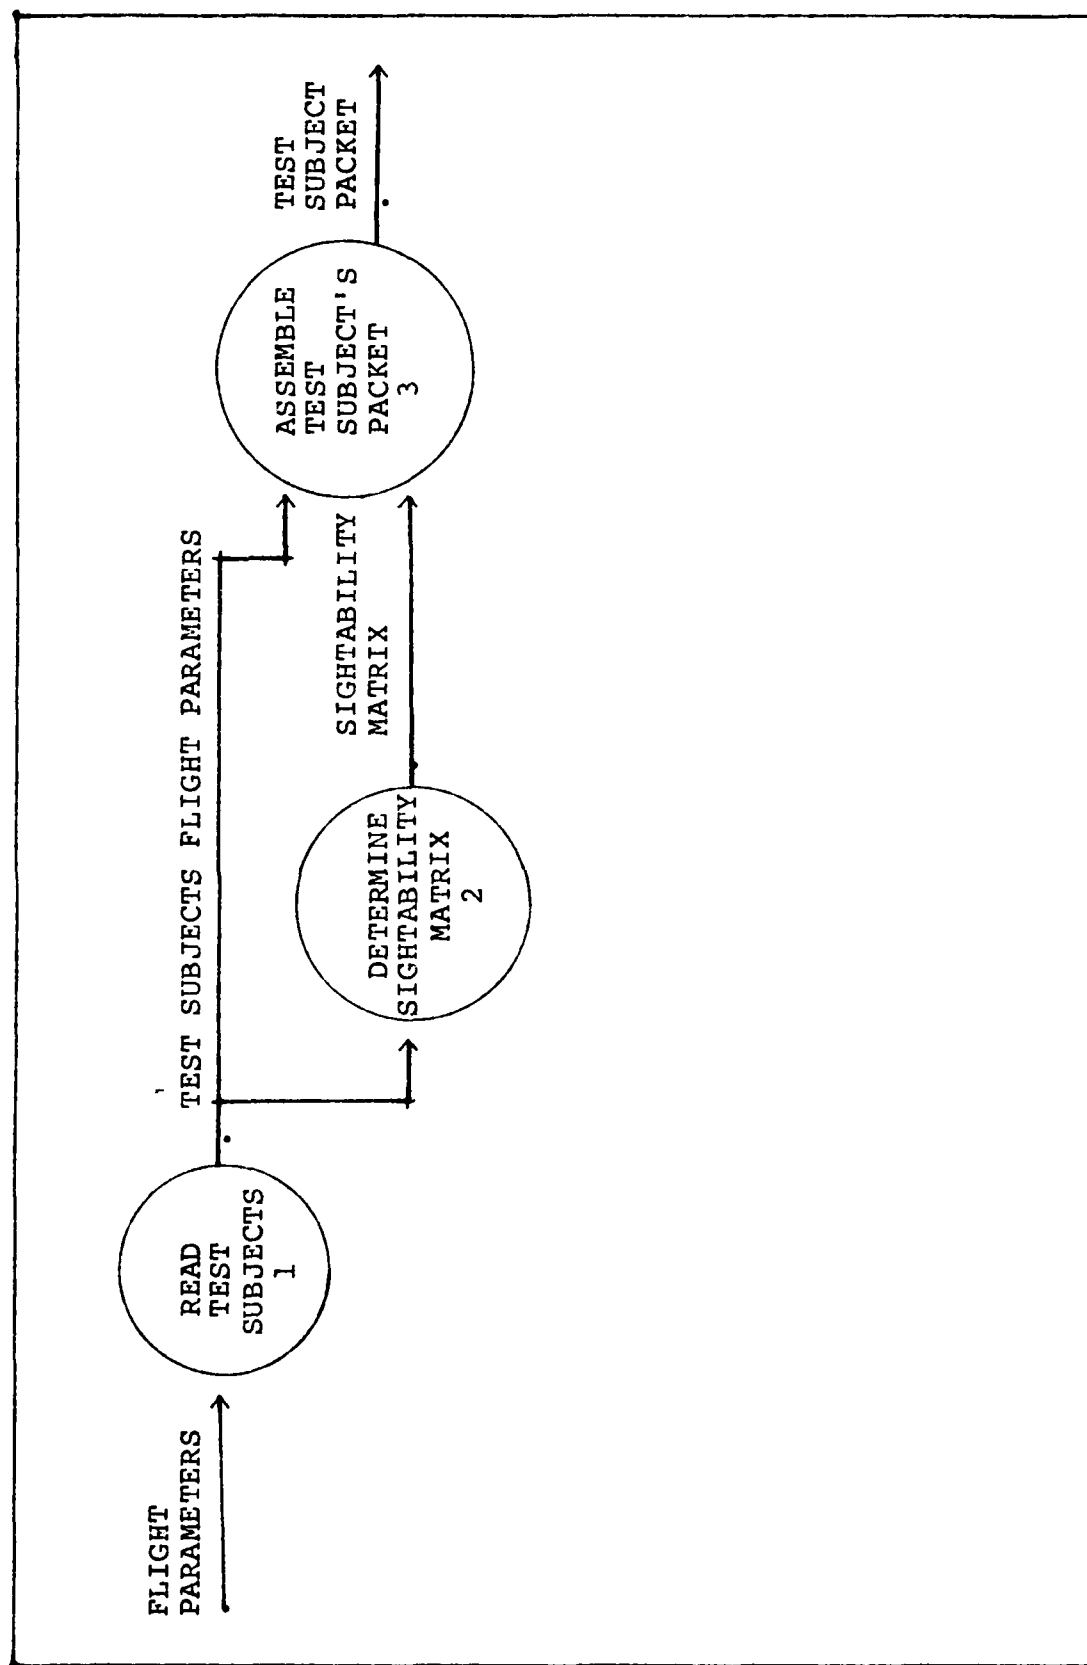 FLIGHT
PARAMETERS
READ
TEST
SUBJECTS
1
TEST SUBJECTS FLIGHT PARAMETERS
DETERMINE
SIGHTABILITY
MATRIX
2
SIGHTABILITY
MATRIX
ASSEMBLE
TEST
SUBJECT'S
PACKET
3
TEST
SUBJECT
PACKET